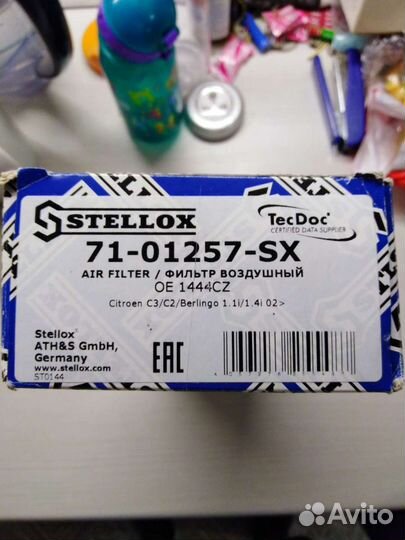 STELLOX
TecDoc
CERTIFIED DATA SUPPLIER
71-01257-SX
AIR FILTER / ФИЛЬТР ВОЗДУШНЫЙ
OE 1444CZ
Citroen C3/C2/Berlingo 1.1i/1.4i 02>
Stellox
ATH&S GmbH,
Germany
www.stellox.com
ST0144
EAC
Avito